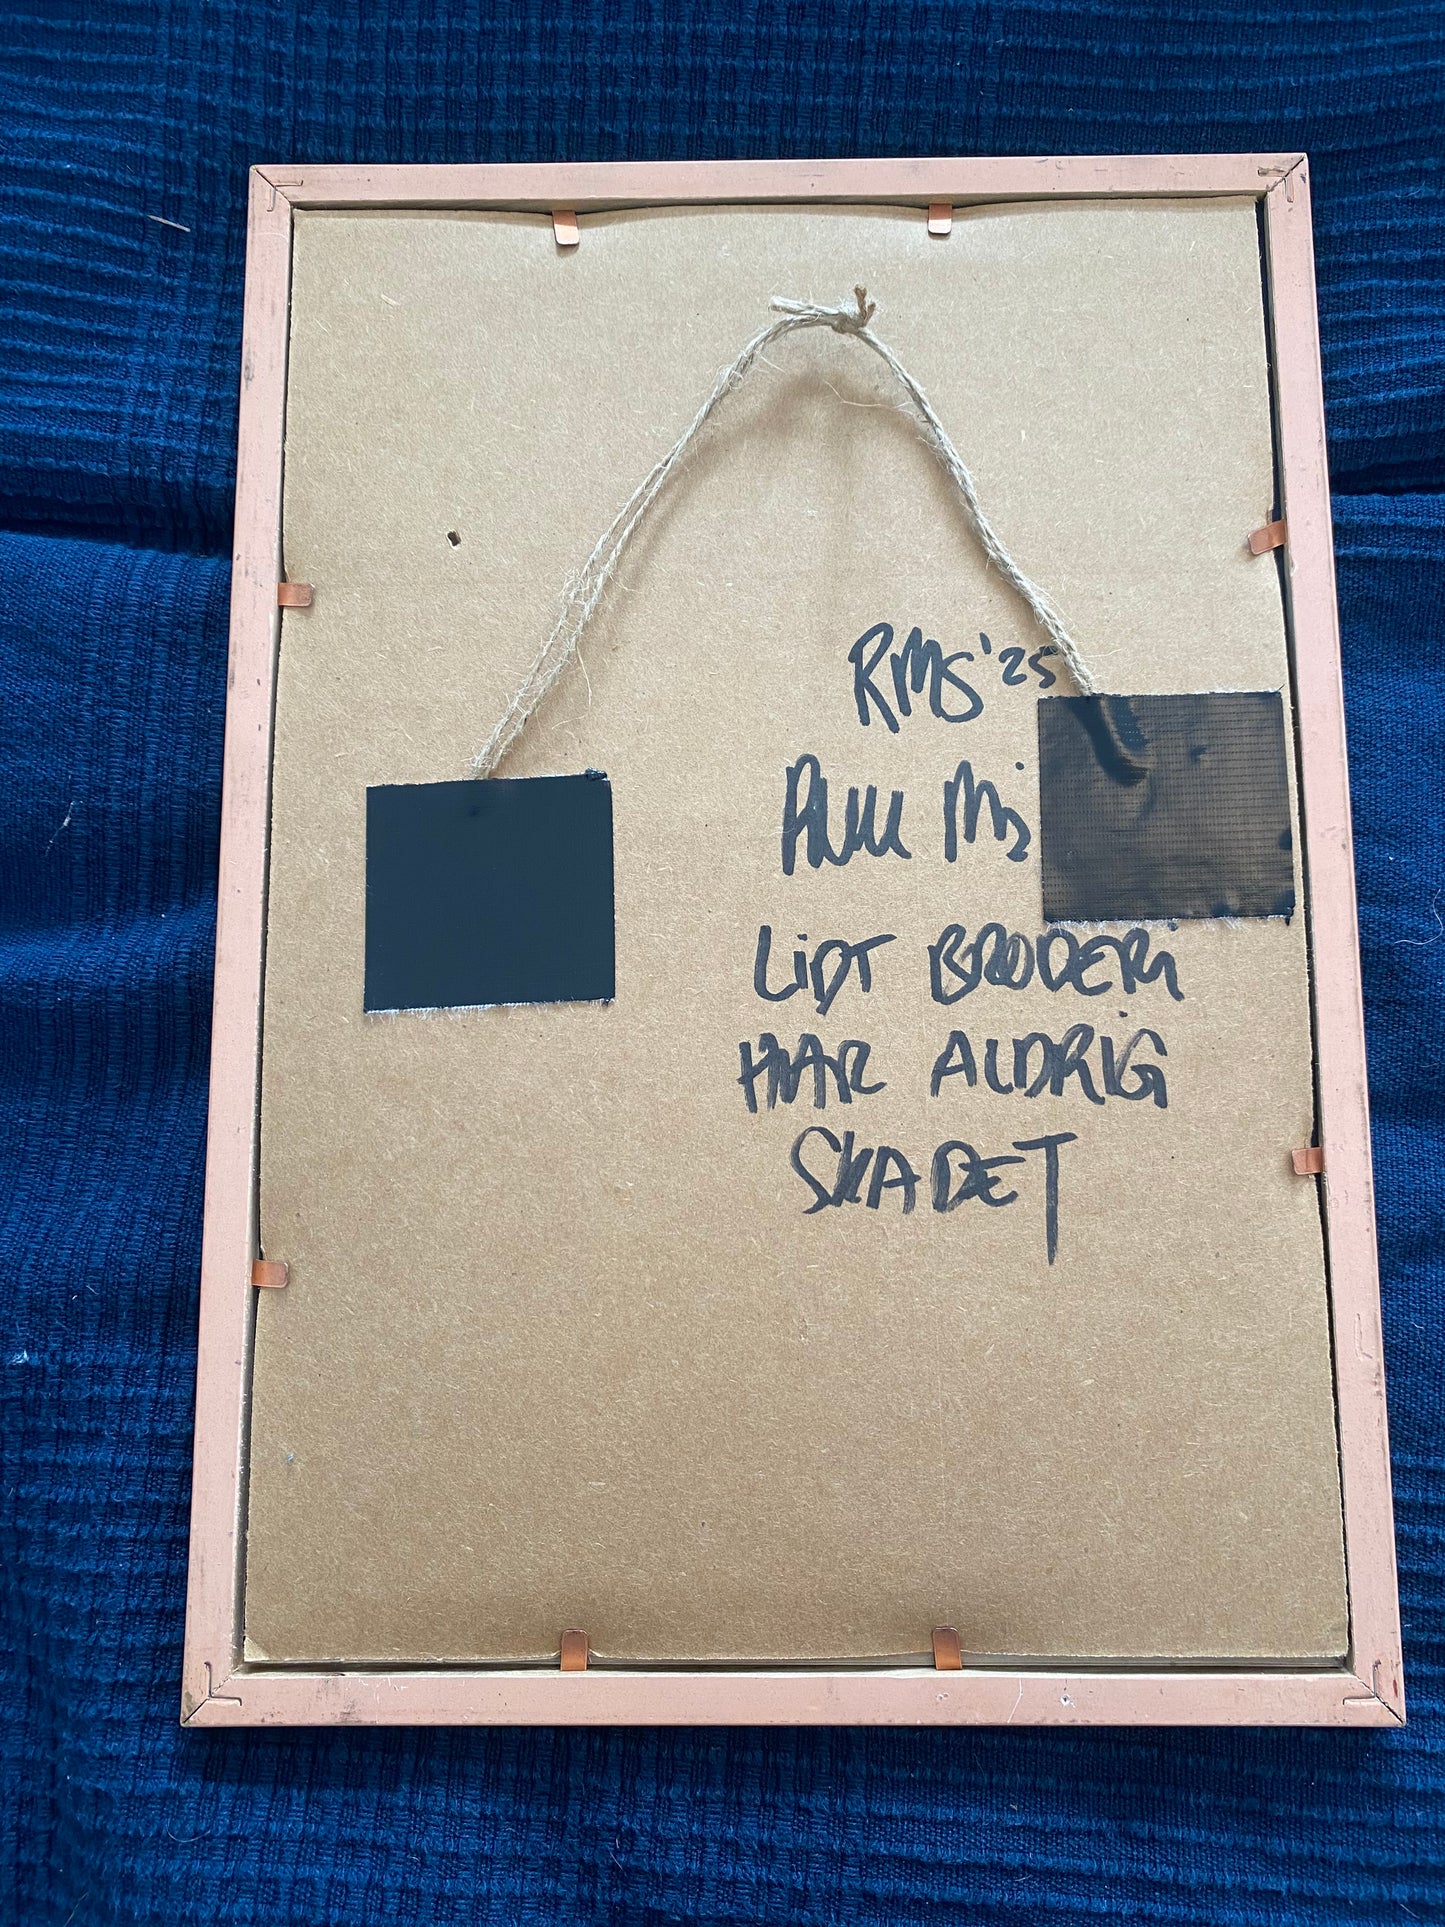 RMS '25
LIDT BRODERI
HAR ALDRIG
SKADET